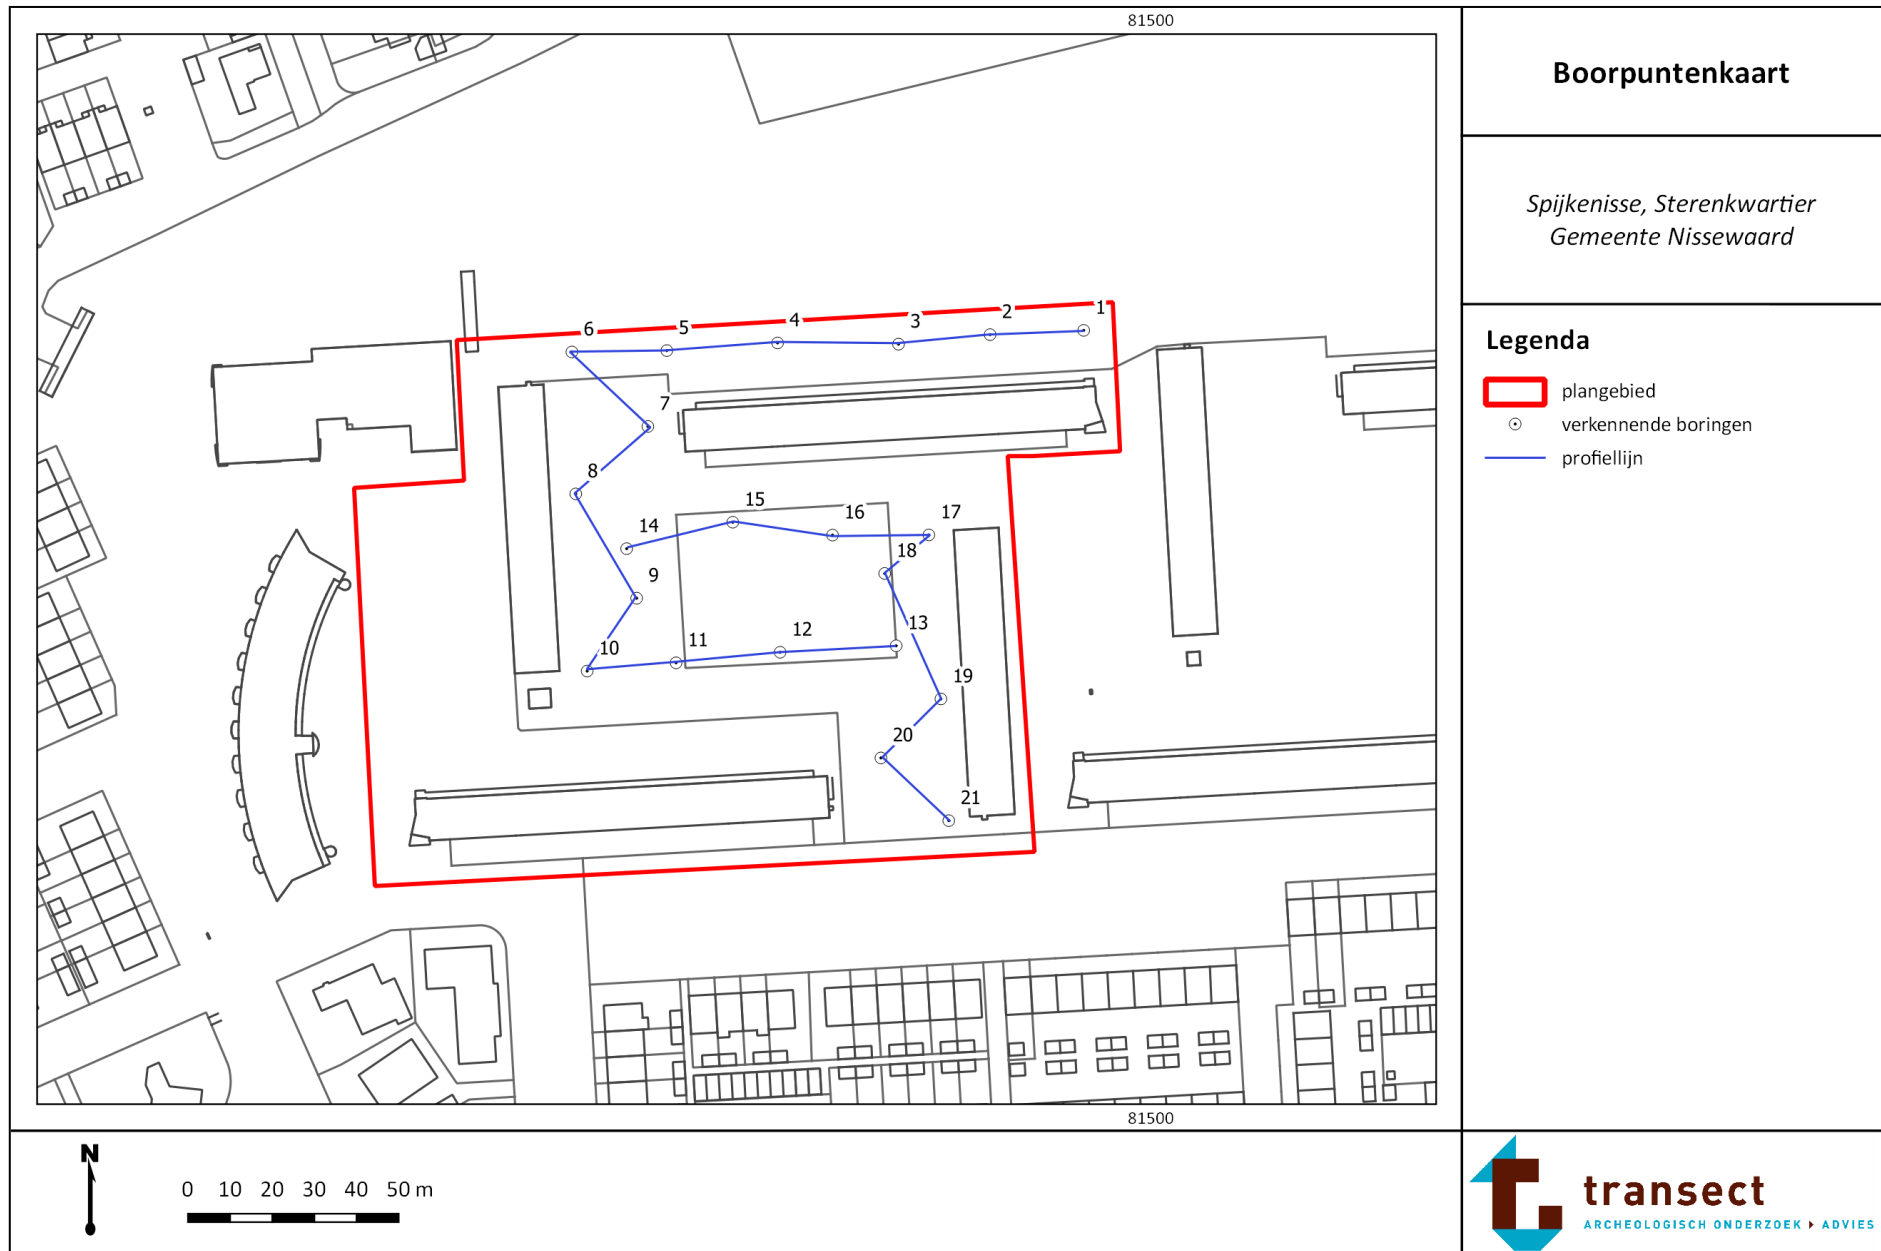 81500
Boorpuntenkaart
Spijkenisse, Sterenkwartier
Gemeente Nissewaard
Legenda
plangebied
verkennende boringen
profiellijn
1
2
3
4
5
6
7
8
9
10
11
12
13
14
15
16
17
18
19
20
21
81500
N
0 10 20 30 40 50 m
transect
ARCHEOLOGISCH ONDERZOEK ▸ ADVIES